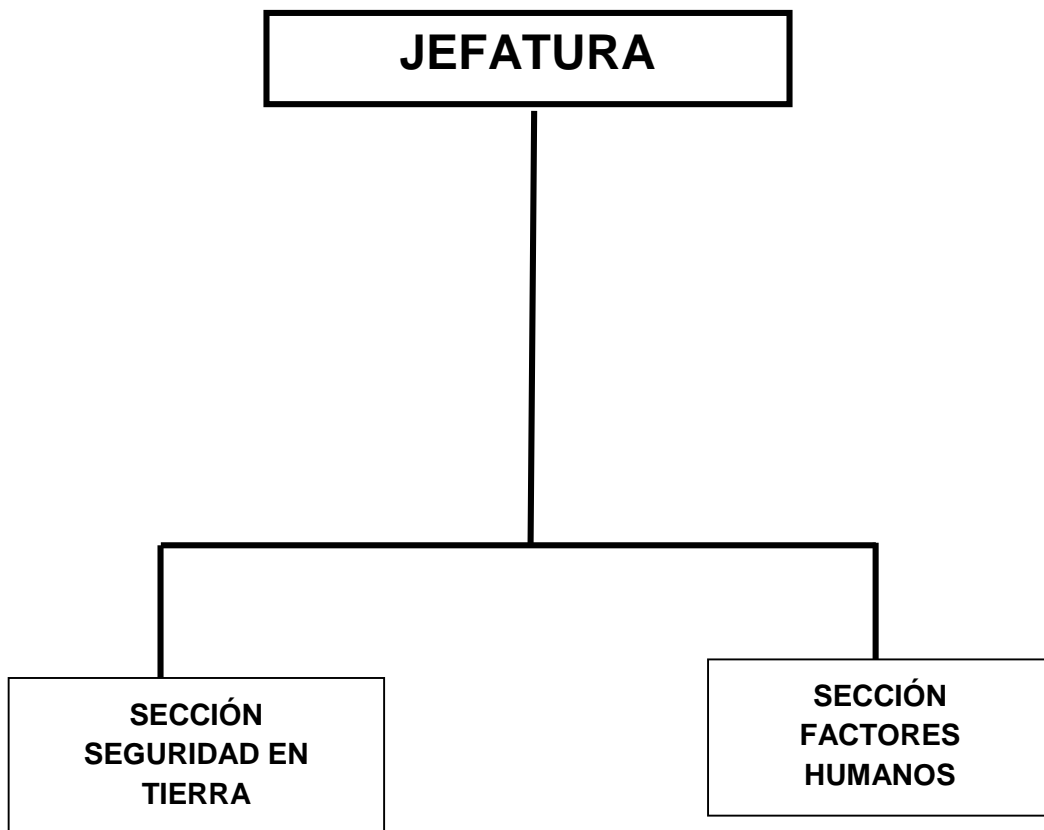 JEFATURA
SECCIÓN
SEGURIDAD EN
TIERRA
SECCIÓN
FACTORES
HUMANOS